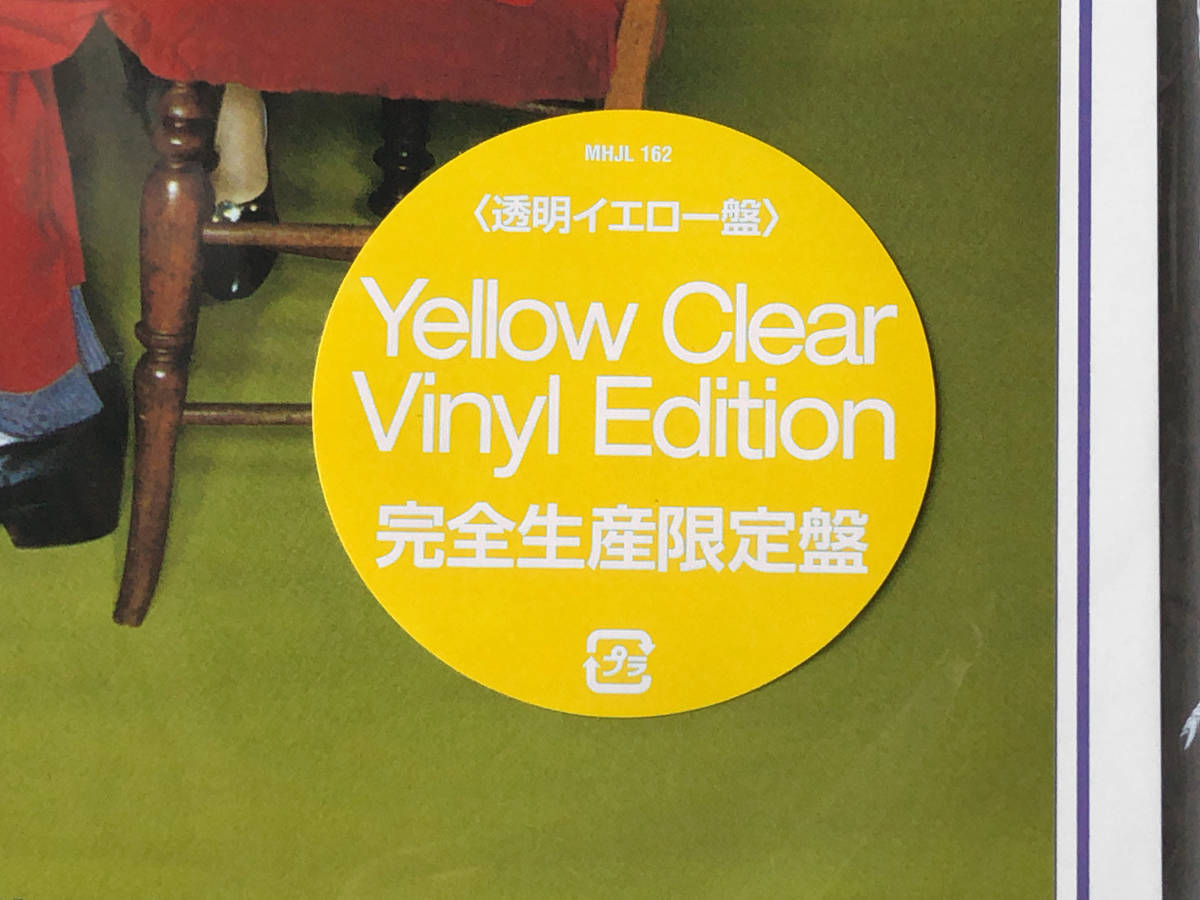 MHJL 162
〈透明イエロー盤〉
Yellow Clear
Vinyl Edition
完全生産限定盤
プラ